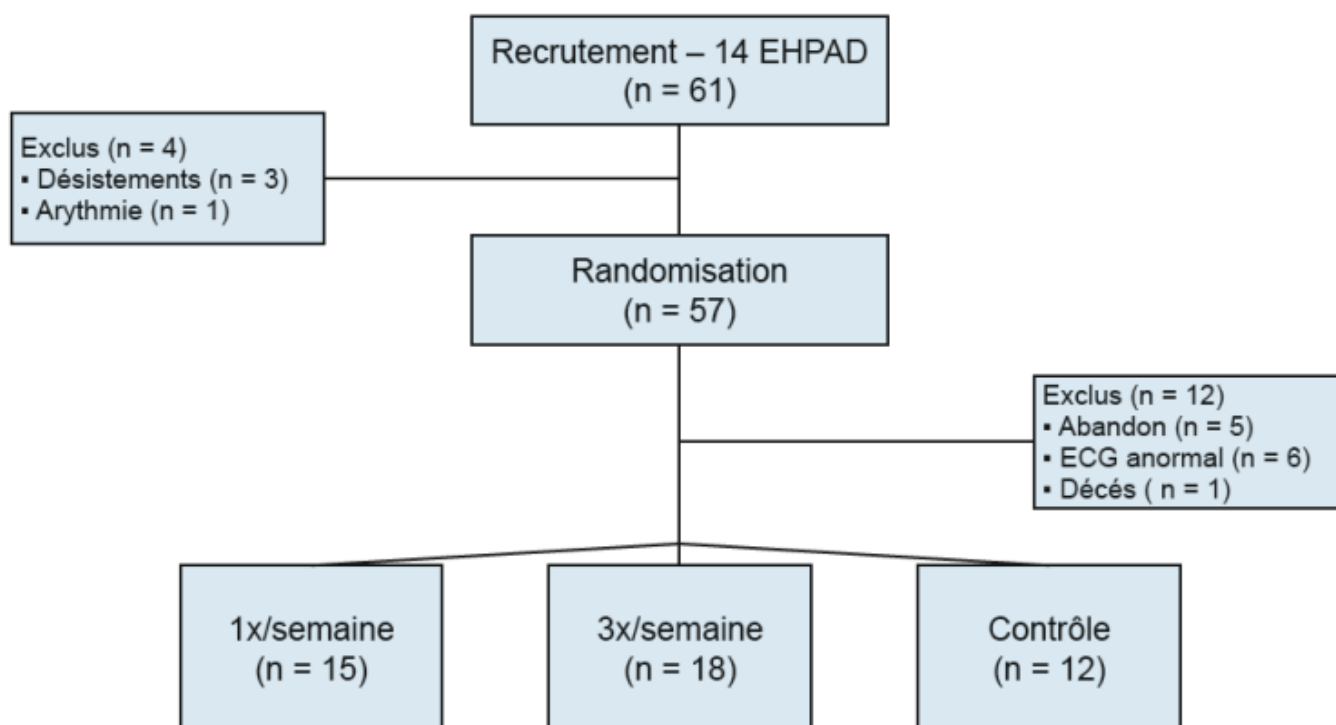 Recrutement – 14 EHPAD
(n = 61)
Exclus (n = 4)
▪ Désistements (n = 3)
▪ Arythmie (n = 1)
Randomisation
(n = 57)
Exclus (n = 12)
▪ Abandon (n = 5)
▪ ECG anormal (n = 6)
▪ Décés ( n = 1)
1x/semaine
(n = 15)
3x/semaine
(n = 18)
Contrôle
(n = 12)